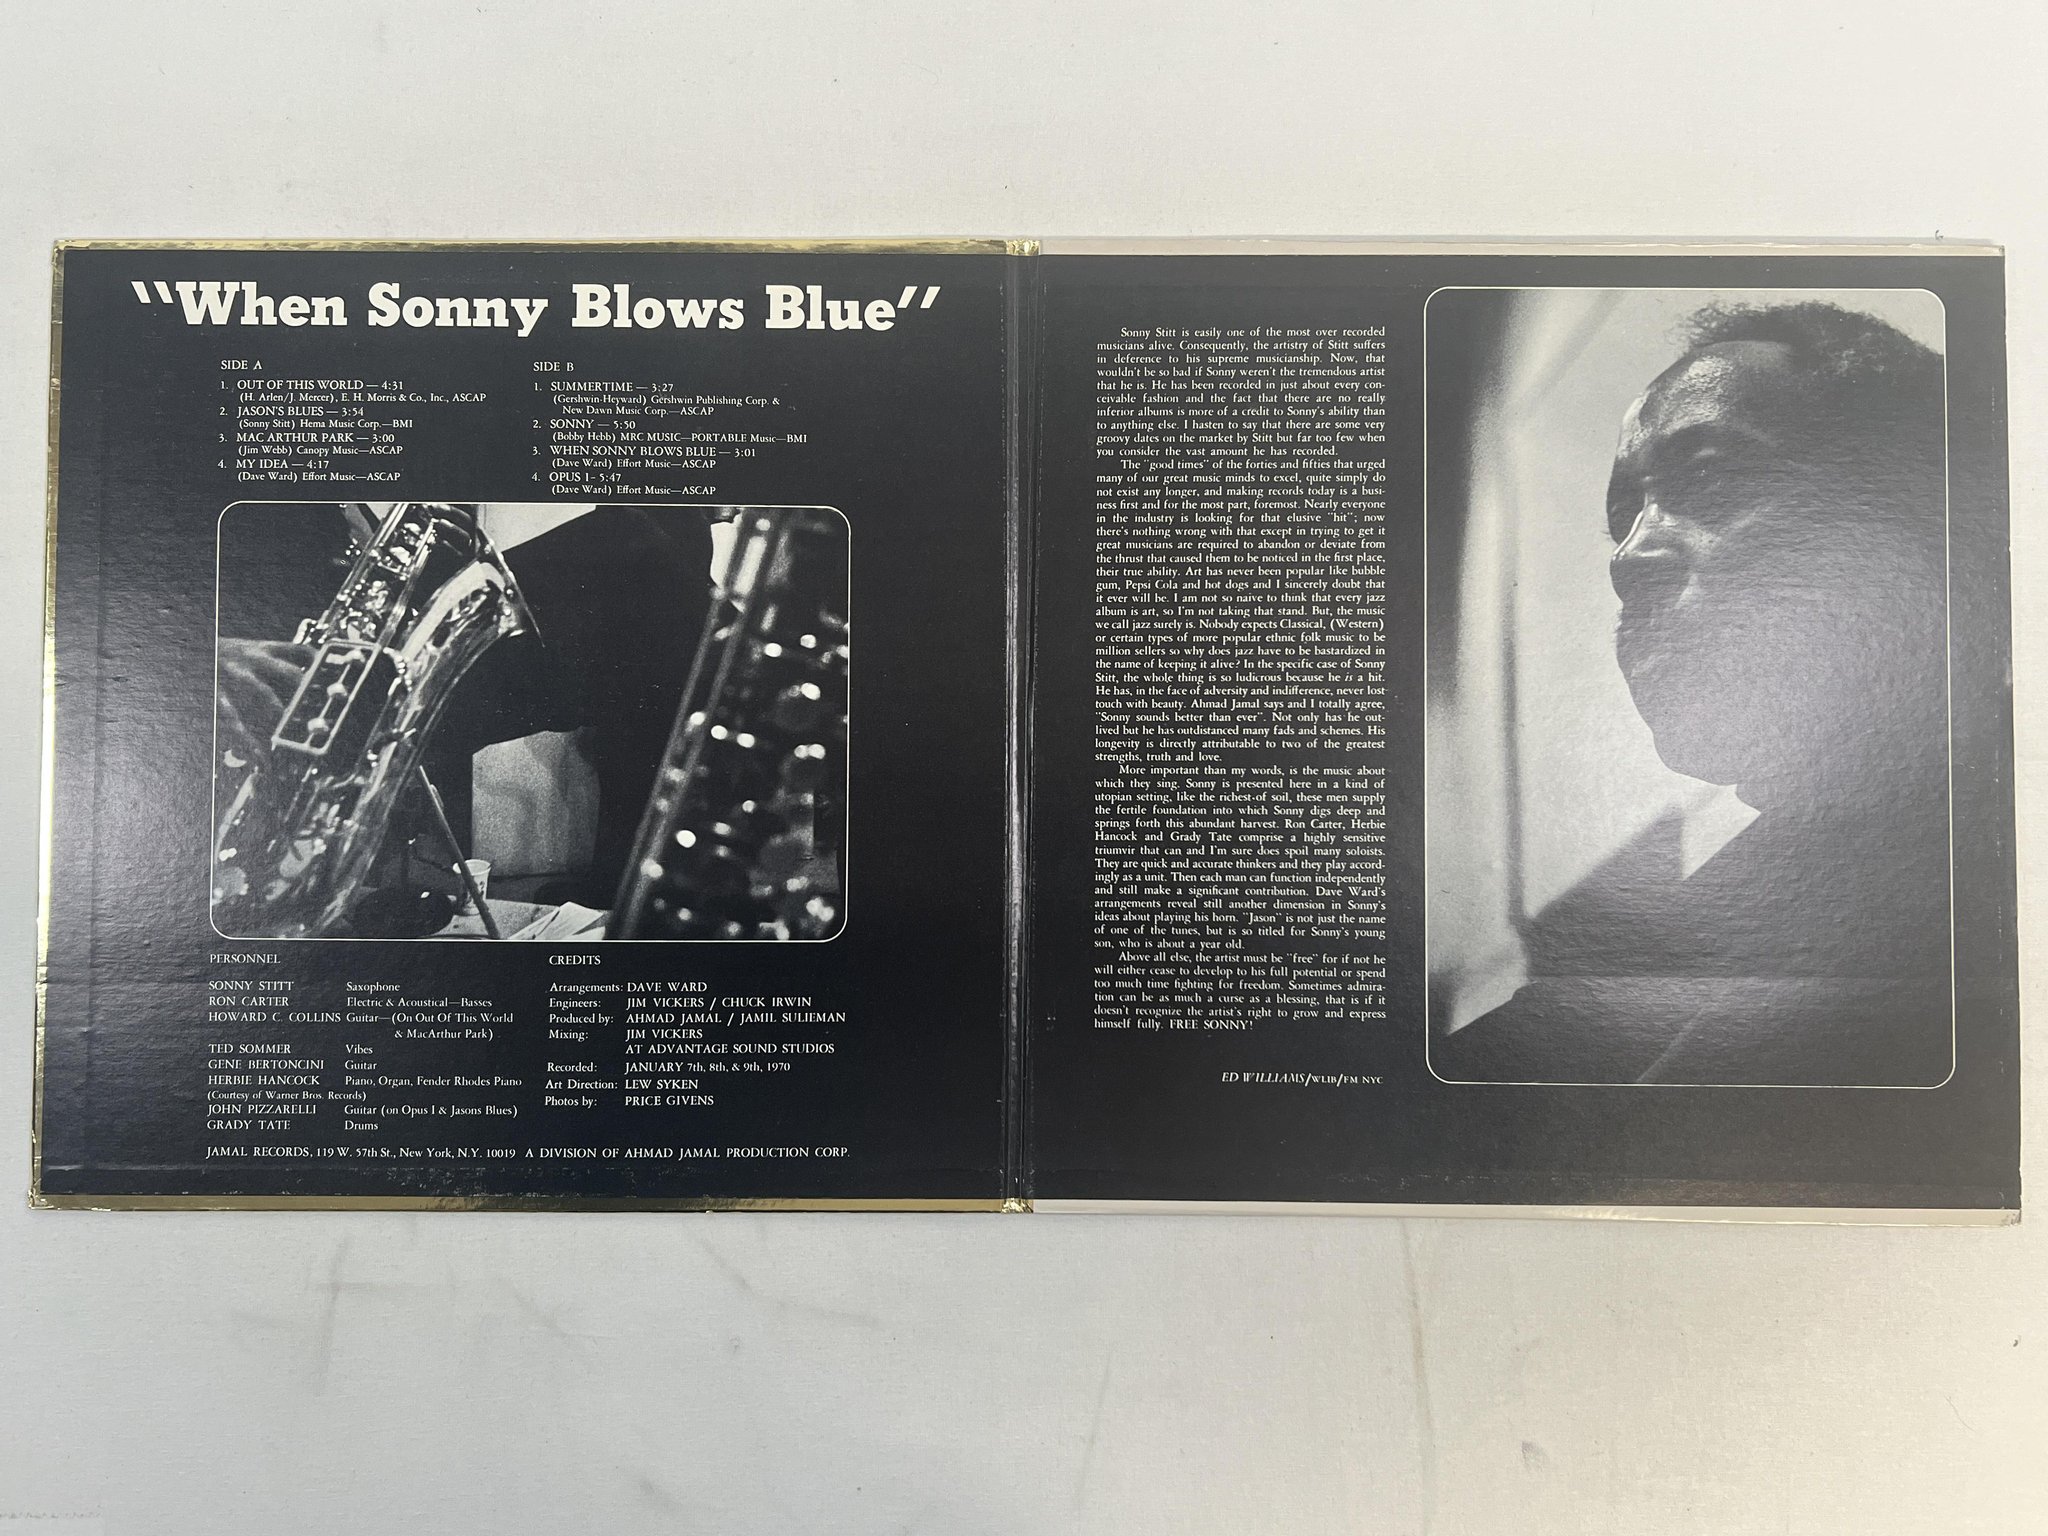 "When Sonny Blows Blue"
SIDE A
1. OUT OF THIS WORLD — 4:31
(H. Arlen/J. Mercer), E. H. Morris & Co., Inc., ASCAP
2. JASON'S BLUES — 3:54
(Sonny Stitt) Hema Music Corp.—BMI
3. MAC ARTHUR PARK — 3:00
(Jim Webb) Canopy Music—ASCAP
4. MY IDEA — 4:17
(Dave Ward) Effort Music—ASCAP
SIDE B
1. SUMMERTIME — 3:27
(Gershwin-Heyward) Gershwin Publishing Corp. &
New Dawn Music Corp.—ASCAP
2. SONNY — 5:50
(Bobby Hebb) MRC MUSIC—PORTABLE Music—BMI
3. WHEN SONNY BLOWS BLUE — 3:01
(Dave Ward) Effort Music—ASCAP
4. OPUS 1 - 5:47
(Dave Ward) Effort Music—ASCAP
PERSONNEL
SONNY STITT Saxophone
RON CARTER Electric & Acoustical—Basses
HOWARD C. COLLINS Guitar—(On Out Of This World
& MacArthur Park)
TED SOMMER Vibes
GENE BERTONCINI Guitar
HERBIE HANCOCK Piano, Organ, Fender Rhodes Piano
(Courtesy of Warner Bros. Records)
JOHN PIZZARELLI Guitar (on Opus I & Jasons Blues)
GRADY TATE Drums
CREDITS
Arrangements: DAVE WARD
Engineers: JIM VICKERS / CHUCK IRWIN
Produced by: AHMAD JAMAL / JAMIL SULIEMAN
Mixing: JIM VICKERS
AT ADVANTAGE SOUND STUDIOS
Recorded: JANUARY 7th, 8th, & 9th, 1970
Art Direction: LEW SYKEN
Photos by: PRICE GIVENS
JAMAL RECORDS, 119 W. 57th St., New York, N.Y. 10019 A DIVISION OF AHMAD JAMAL PRODUCTION CORP.
Sonny Stitt is easily one of the most over recorded
musicians alive. Consequently, the artistry of Stitt suffers
in deference to his supreme musicianship. Now, that
wouldn't be so bad if Sonny weren't the tremendous artist
that he is. He has been recorded in just about every con-
ceivable fashion and the fact that there are no really
inferior albums is more of a credit to Sonny's ability than
to anything else. I hasten to say that there are some very
groovy dates on the market by Stitt but far too few when
you consider the vast amount he has recorded.
The "good times" of the forties and fifties that urged
many of our great music minds to excel, quite simply do
not exist any longer, and making records today is a busi-
ness first and for the most part, foremost. Nearly everyone
in the industry is looking for that elusive "hit"; now
there's nothing wrong with that except in trying to get it
great musicians are required to abandon or deviate from
the thrust that caused them to be noticed in the first place,
their true ability. Art has never been popular like bubble
gum, Pepsi Cola and hot dogs and I sincerely doubt that
it ever will be. I am not so naive to think that every jazz
album is art, so I'm not taking that stand. But, the music
we call jazz surely is. Nobody expects Classical, (Western)
or certain types of more popular ethnic folk music to be
million sellers so why does jazz have to be bastardized in
the name of keeping it alive? In the specific case of Sonny
Stitt, the whole thing is so ludicrous because he is a hit.
He has, in the face of adversity and indifference, never lost
touch with beauty. Ahmad Jamal says and I totally agree,
"Sonny sounds better than ever". Not only has he out-
lived but he has outdistanced many fads and schemes. His
longevity is directly attributable to two of the greatest
strengths, truth and love.
More important than my words, is the music about
which they sing. Sonny is presented here in a kind of
utopian setting, like the richest of soil, these men supply
the fertile foundation into which Sonny digs deep and
springs forth this abundant harvest. Ron Carter, Herbie
Hancock and Grady Tate comprise a highly sensitive
triumvir that can and I'm sure does spoil many soloists.
They are quick and accurate thinkers and they play accord-
ingly as a unit. Then each man can function independently
and still make a significant contribution. Dave Ward's
arrangements reveal still another dimension in Sonny's
ideas about playing his horn. "Jason" is not just the name
of one of the tunes, but is so titled for Sonny's young
son, who is about a year old.
Above all else, the artist must be "free" for if not he
will either cease to develop to his full potential or spend
too much time fighting for freedom. Sometimes admira-
tion can be as much a curse as a blessing, that is if it
doesn't recognize the artist's right to grow and express
himself fully. FREE SONNY!
ED WILLIAMS/WLIB/FM NYC